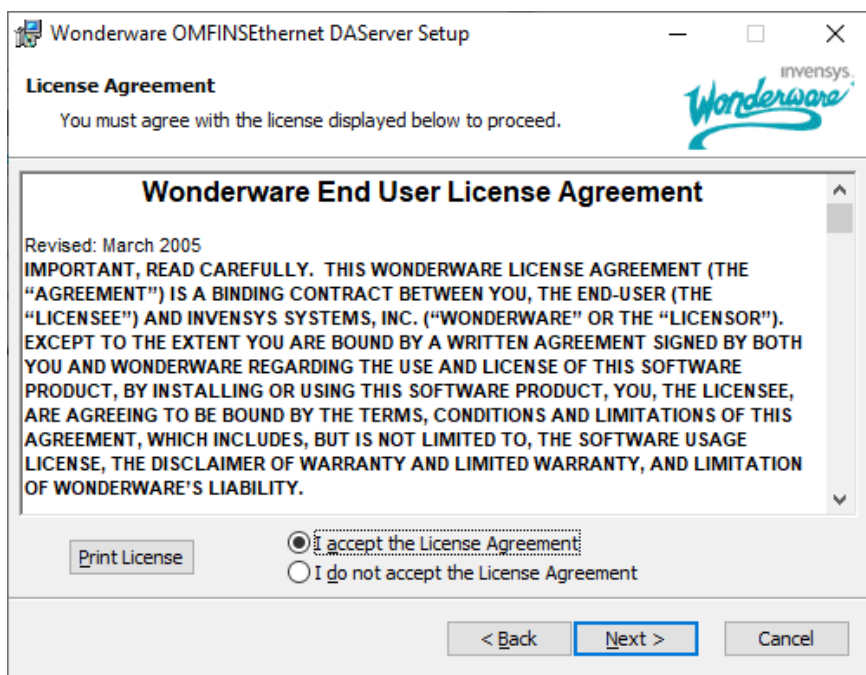 Wonderware OMFINSEthernet DAServer Setup
License Agreement
You must agree with the license displayed below to proceed.
invensys.
Wonderware
Wonderware End User License Agreement
Revised: March 2005
IMPORTANT, READ CAREFULLY.  THIS WONDERWARE LICENSE AGREEMENT (THE
“AGREEMENT”) IS A BINDING CONTRACT BETWEEN YOU, THE END-USER (THE
“LICENSEE”) AND INVENSYS SYSTEMS, INC. (“WONDERWARE” OR THE “LICENSOR”).
EXCEPT TO THE EXTENT YOU ARE BOUND BY A WRITTEN AGREEMENT SIGNED BY BOTH
YOU AND WONDERWARE REGARDING THE USE AND LICENSE OF THIS SOFTWARE
PRODUCT, BY INSTALLING OR USING THIS SOFTWARE PRODUCT, YOU, THE LICENSEE,
ARE AGREEING TO BE BOUND BY THE TERMS, CONDITIONS AND LIMITATIONS OF THIS
AGREEMENT, WHICH INCLUDES, BUT IS NOT LIMITED TO, THE SOFTWARE USAGE
LICENSE, THE DISCLAIMER OF WARRANTY AND LIMITED WARRANTY, AND LIMITATION
OF WONDERWARE’S LIABILITY.
Print License
I accept the License Agreement
I do not accept the License Agreement
< Back
Next >
Cancel